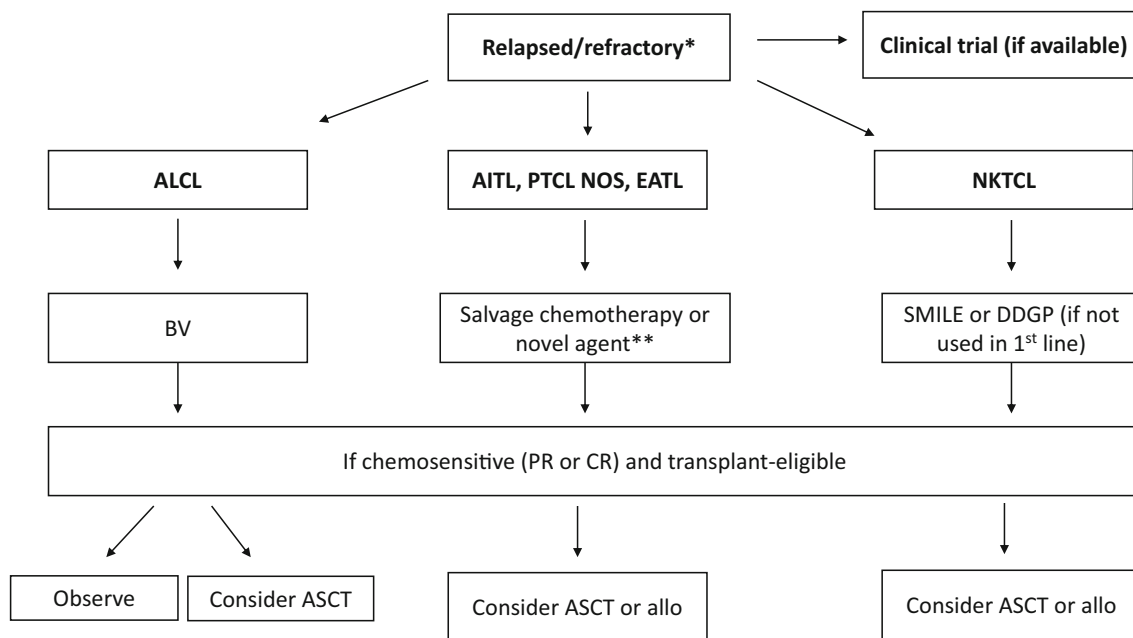 Relapsed/refractory*
Clinical trial (if available)
ALCL
AITL, PTCL NOS, EATL
NKTCL
BV
Salvage chemotherapy or
novel agent**
SMILE or DDGP (if not
used in 1st line)
If chemosensitive (PR or CR) and transplant-eligible
Observe
Consider ASCT
Consider ASCT or allo
Consider ASCT or allo